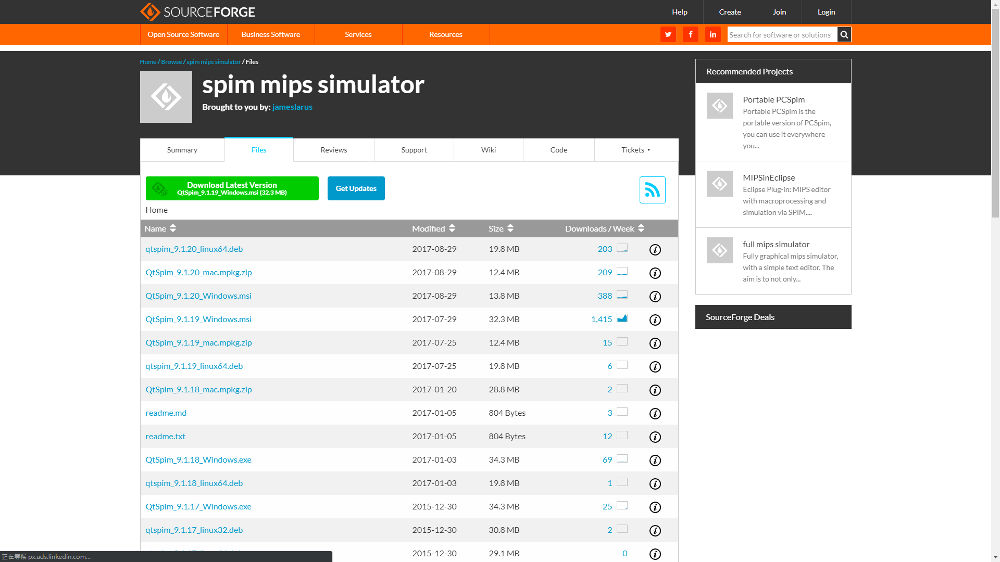 SOURCEFORGE
Help
Create
Join
Login
Open Source Software
Business Software
Services
Resources
Search for software or solutions
Home / Browse / spim mips simulator / Files
spim mips simulator
Brought to you by: jameslarus
Summary
Files
Reviews
Support
Wiki
Code
Tickets
Download Latest Version
QtSpim_9.1.19_Windows.msi (32.3 MB)
Get Updates
Home
Name Modified Size Downloads / Week
qtspim_9.1.20_linux64.deb 2017-08-29 19.8 MB 203
QtSpim_9.1.20_mac.mpkg.zip 2017-08-29 12.4 MB 209
QtSpim_9.1.20_Windows.msi 2017-08-29 13.8 MB 388
QtSpim_9.1.19_Windows.msi 2017-07-29 32.3 MB 1,415
QtSpim_9.1.19_mac.mpkg.zip 2017-07-25 12.4 MB 15
qtspim_9.1.19_linux64.deb 2017-07-25 19.8 MB 6
QtSpim_9.1.18_mac.mpkg.zip 2017-01-20 28.8 MB 2
readme.md 2017-01-05 804 Bytes 3
readme.txt 2017-01-05 804 Bytes 12
QtSpim_9.1.18_Windows.exe 2017-01-03 34.3 MB 69
qtspim_9.1.18_linux64.deb 2017-01-03 19.8 MB 1
QtSpim_9.1.17_Windows.exe 2015-12-30 34.3 MB 25
qtspim_9.1.17_linux32.deb 2015-12-30 30.8 MB 2
2015-12-30 29.1 MB 0
Recommended Projects
Portable PCSpim
Portable PCSpim is the
portable version of PCSpim,
you can use it everywhere
you...
MIPSinEclipse
Eclipse Plug-in: MIPS editor
with macroprocessing and
simulation via SPIM....
full mips simulator
Fully graphical mips simulator,
with a simple text editor. The
aim is to not only...
SourceForge Deals
正在等候 px.ads.linkedin.com...